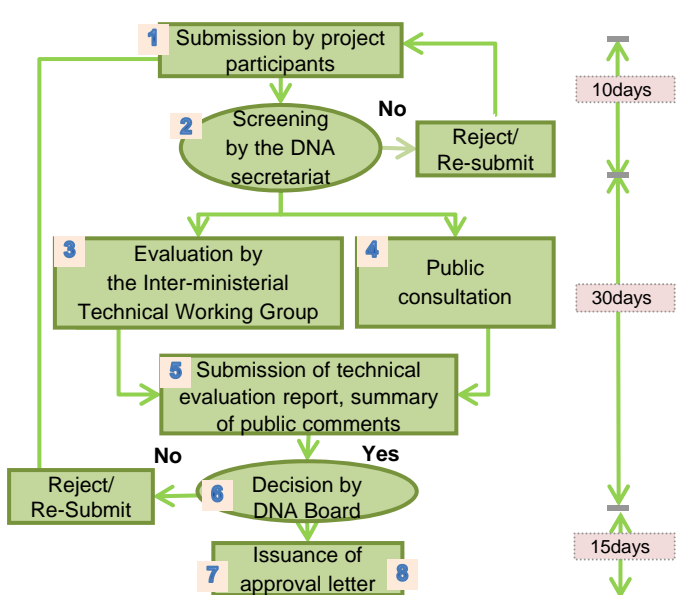 1 Submission by project
participants
10days
No
2 Screening
by the DNA
secretariat
Reject/
Re-submit
3 Evaluation by
the Inter-ministerial
Technical Working Group
4 Public
consultation
30days
5 Submission of technical
evaluation report, summary
of public comments
No
Yes
Reject/
Re-Submit
6 Decision by
DNA Board
15days
7 Issuance of
approval letter 8